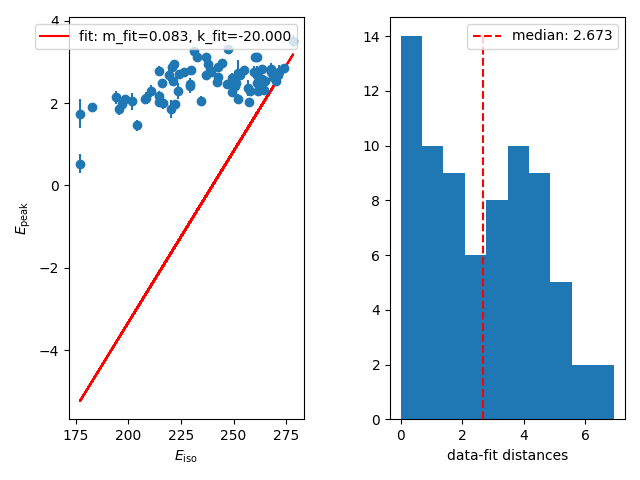 fit: m_fit=0.083, k_fit=-20.000
4
2
0
−2
−4
E_peak
175 200 225 250 275
E_iso
median: 2.673
14
12
10
8
6
4
2
0
0 2 4 6
data-fit distances